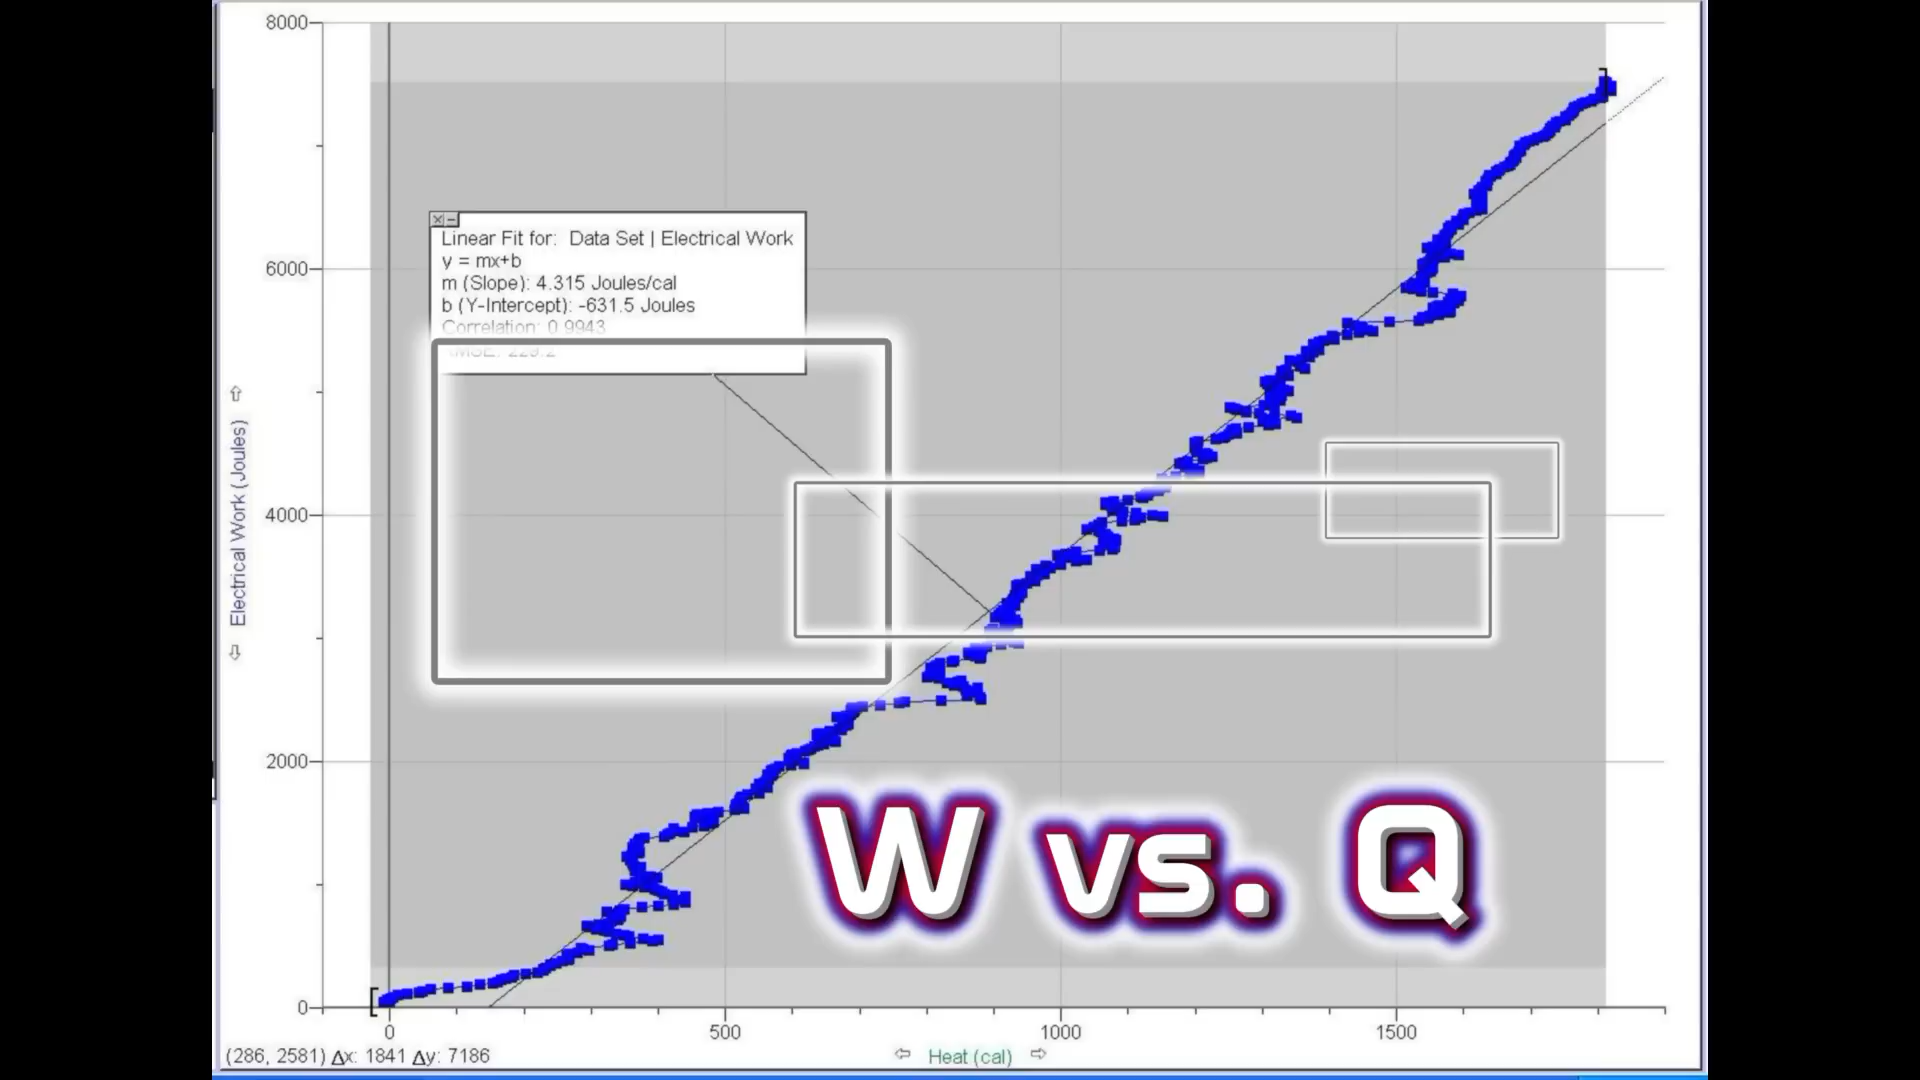 8000
6000
4000
2000
0
Electrical Work (Joules)
Linear Fit for: Data Set | Electrical Work
y = mx+b
m (Slope): 4.315 Joules/cal
b (Y-Intercept): -631.5 Joules
Correlation: 0.9943
W vs. Q
0 500 1000 1500
(286, 2581) Δx: 1841 Δy: 7186
Heat (cal)